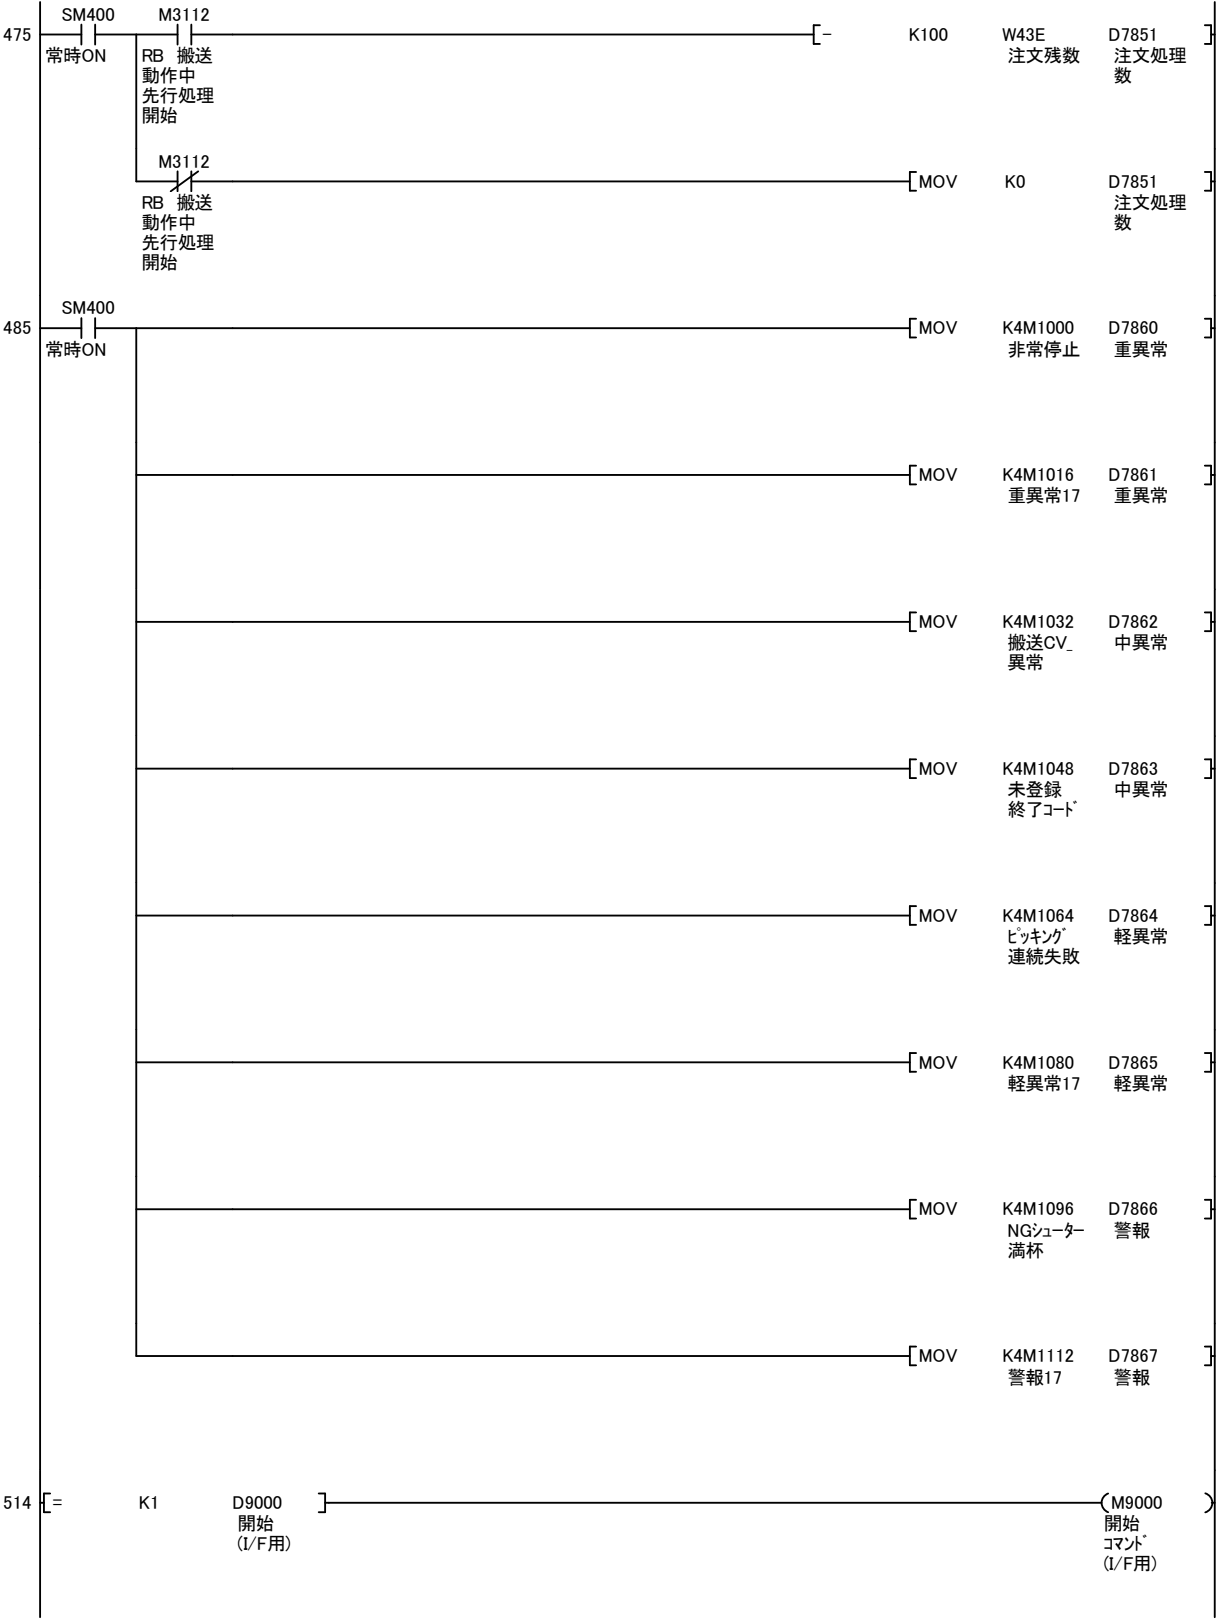 SM400 M3112
475 [- K100 W43E D7851 ]
常時ON RB 搬送 注文残数 注文処理
動作中 数
先行処理
開始
M3112
[MOV K0 D7851 ]
RB 搬送 注文処理
動作中 数
先行処理
開始
SM400
485 [MOV K4M1000 D7860 ]
常時ON 非常停止 重異常
[MOV K4M1016 D7861 ]
重異常17 重異常
[MOV K4M1032 D7862 ]
搬送CV_ 中異常
異常
[MOV K4M1048 D7863 ]
未登録 中異常
終了ｺｰﾄﾞ
[MOV K4M1064 D7864 ]
ﾋﾟｯｷﾝｸﾞ 軽異常
連続失敗
[MOV K4M1080 D7865 ]
軽異常17 軽異常
[MOV K4M1096 D7866 ]
NGｼｭｰﾀｰ 警報
満杯
[MOV K4M1112 D7867 ]
警報17 警報
514 [= K1 D9000 ] (M9000 )
開始 開始
(I/F用) ｺﾏﾝﾄﾞ
(I/F用)